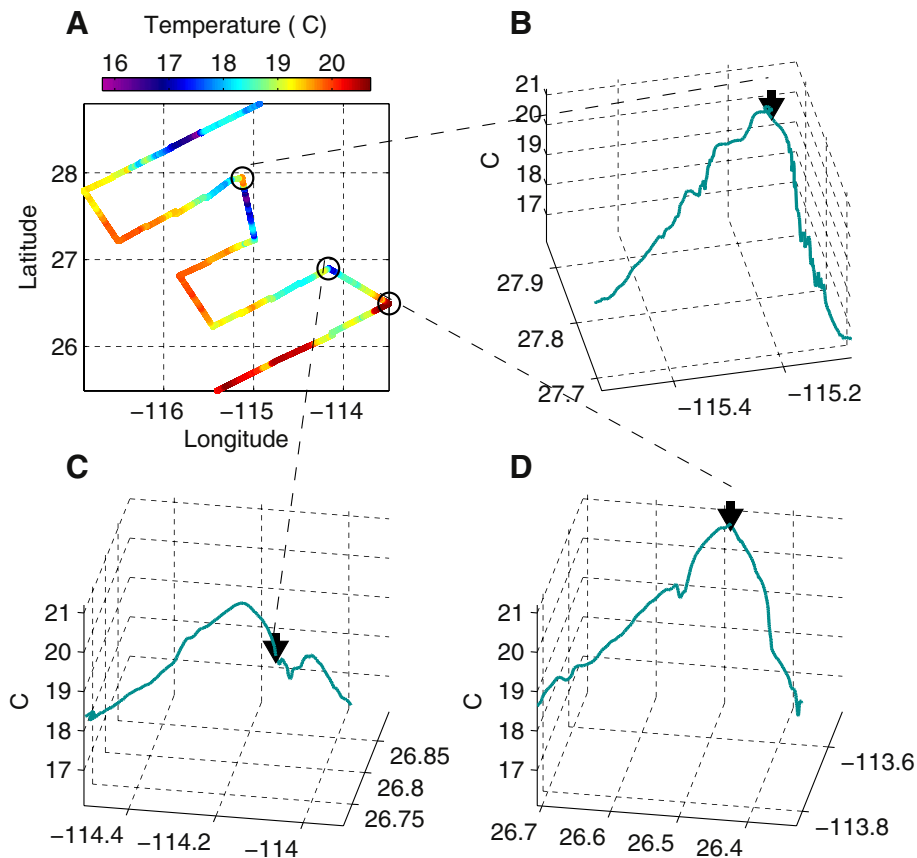 A
Temperature ( C)
16 17 18 19 20
28
27
26
Latitude
−116 −115 −114
Longitude
B
21
20
19
18
17
C
27.9
27.8
27.7
−115.4
−115.2
C
21
20
19
18
17
C
−114.4
−114.2
−114
26.85
26.8
26.75
D
21
20
19
18
17
C
26.7
26.6
26.5
26.4
−113.6
−113.8